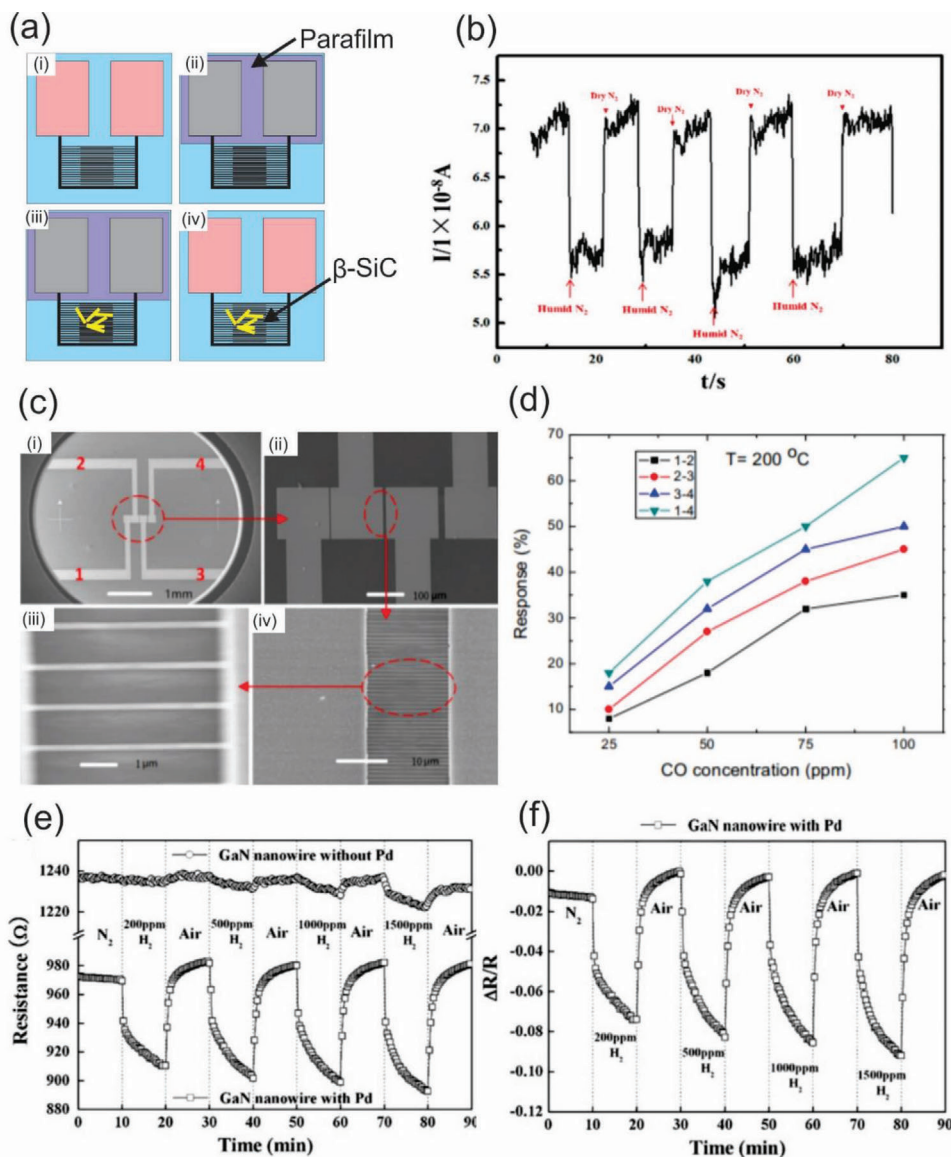 (a)
Parafilm
(i)
(ii)
(iii)
(iv)
β-SiC
(b)
I/1 × 10⁻⁸A
7.5
7.0
6.5
6.0
5.5
5.0
Dry N₂
Dry N₂
Dry N₂
Dry N₂
Dry N₂
Humid N₂
Humid N₂
Humid N₂
Humid N₂
0
20
40
60
80
100
t/s
(c)
(i)
2
4
1
3
1mm
(ii)
100 μm
(iii)
1 μm
(iv)
10 μm
(d)
Response (%)
70
60
50
40
30
20
10
1-2
2-3
3-4
1-4
T= 200 ᴼC
25
50
75
100
CO concentration (ppm)
(e)
Resistance (Ω)
1240
1220
980
960
940
920
900
880
GaN nanowire without Pd
N₂
200ppm
H₂
Air
500ppm
H₂
Air
1000ppm
H₂
Air
1500ppm
H₂
Air
GaN nanowire with Pd
0 10 20 30 40 50 60 70 80 90
Time (min)
(f)
ΔR/R
0.00
-0.02
-0.04
-0.06
-0.08
-0.10
-0.12
GaN nanowire with Pd
N₂
Air
Air
Air
Air
200ppm
H₂
500ppm
H₂
1000ppm
H₂
1500ppm
H₂
0 10 20 30 40 50 60 70 80 90
Time (min)